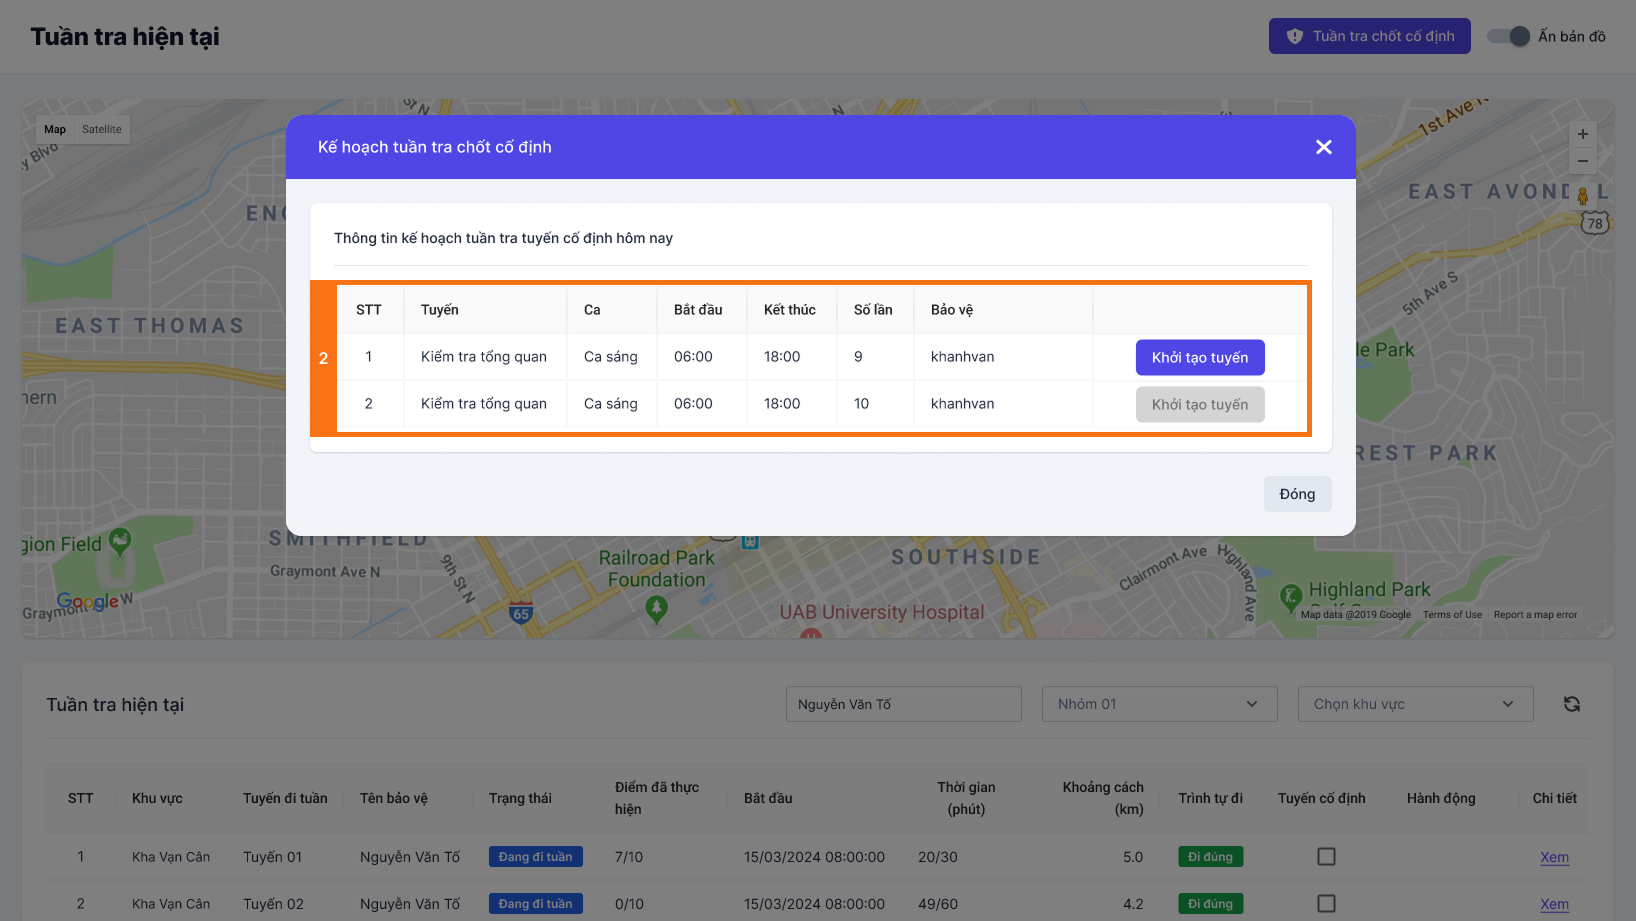 Tuần tra hiện tại
Tuần tra chốt cố định
Ẩn bản đồ
Map
Satellite
1st Ave N
EAST THOMAS
EAST AVOND
L
78
5th Ave S
Kế hoạch tuần tra chốt cố định
Thông tin kế hoạch tuần tra tuyến cố định hôm nay
STT Tuyến Ca Bắt đầu Kết thúc Số lần Bảo vệ
2
1 Kiểm tra tổng quan Ca sáng 06:00 18:00 9 khanhvan Khởi tạo tuyến
2 Kiểm tra tổng quan Ca sáng 06:00 18:00 10 khanhvan Khởi tạo tuyến
Đóng
le Park
REST PARK
nern
gion Field
SMITHFIELD
Graymont Ave N
9th St N
Railroad Park
Foundation
SOUTHSIDE
Clairmont Ave
Highland Ave
Highland Park
Graymont
W
Google
65
UAB University Hospital
Map data @2019 Google
Terms of Use
Report a map error
Tuần tra hiện tại
Nguyễn Văn Tố
Nhóm 01
Chọn khu vực
STT Khu vực Tuyến đi tuần Tên bảo vệ Trạng thái Điểm đã thực hiện Bắt đầu Thời gian (phút) Khoảng cách (km) Trình tự đi Tuyến cố định Hành động Chi tiết
1 Kha Vạn Cân Tuyến 01 Nguyễn Văn Tố Đang đi tuần 7/10 15/03/2024 08:00:00 20/30 5.0 Đi đúng Xem
2 Kha Vạn Cân Tuyến 02 Nguyễn Văn Tố Đang đi tuần 0/10 15/03/2024 08:00:00 49/60 4.2 Đi đúng Xem